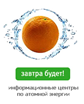 завтра будет!
информационные центры
по атомной энергии